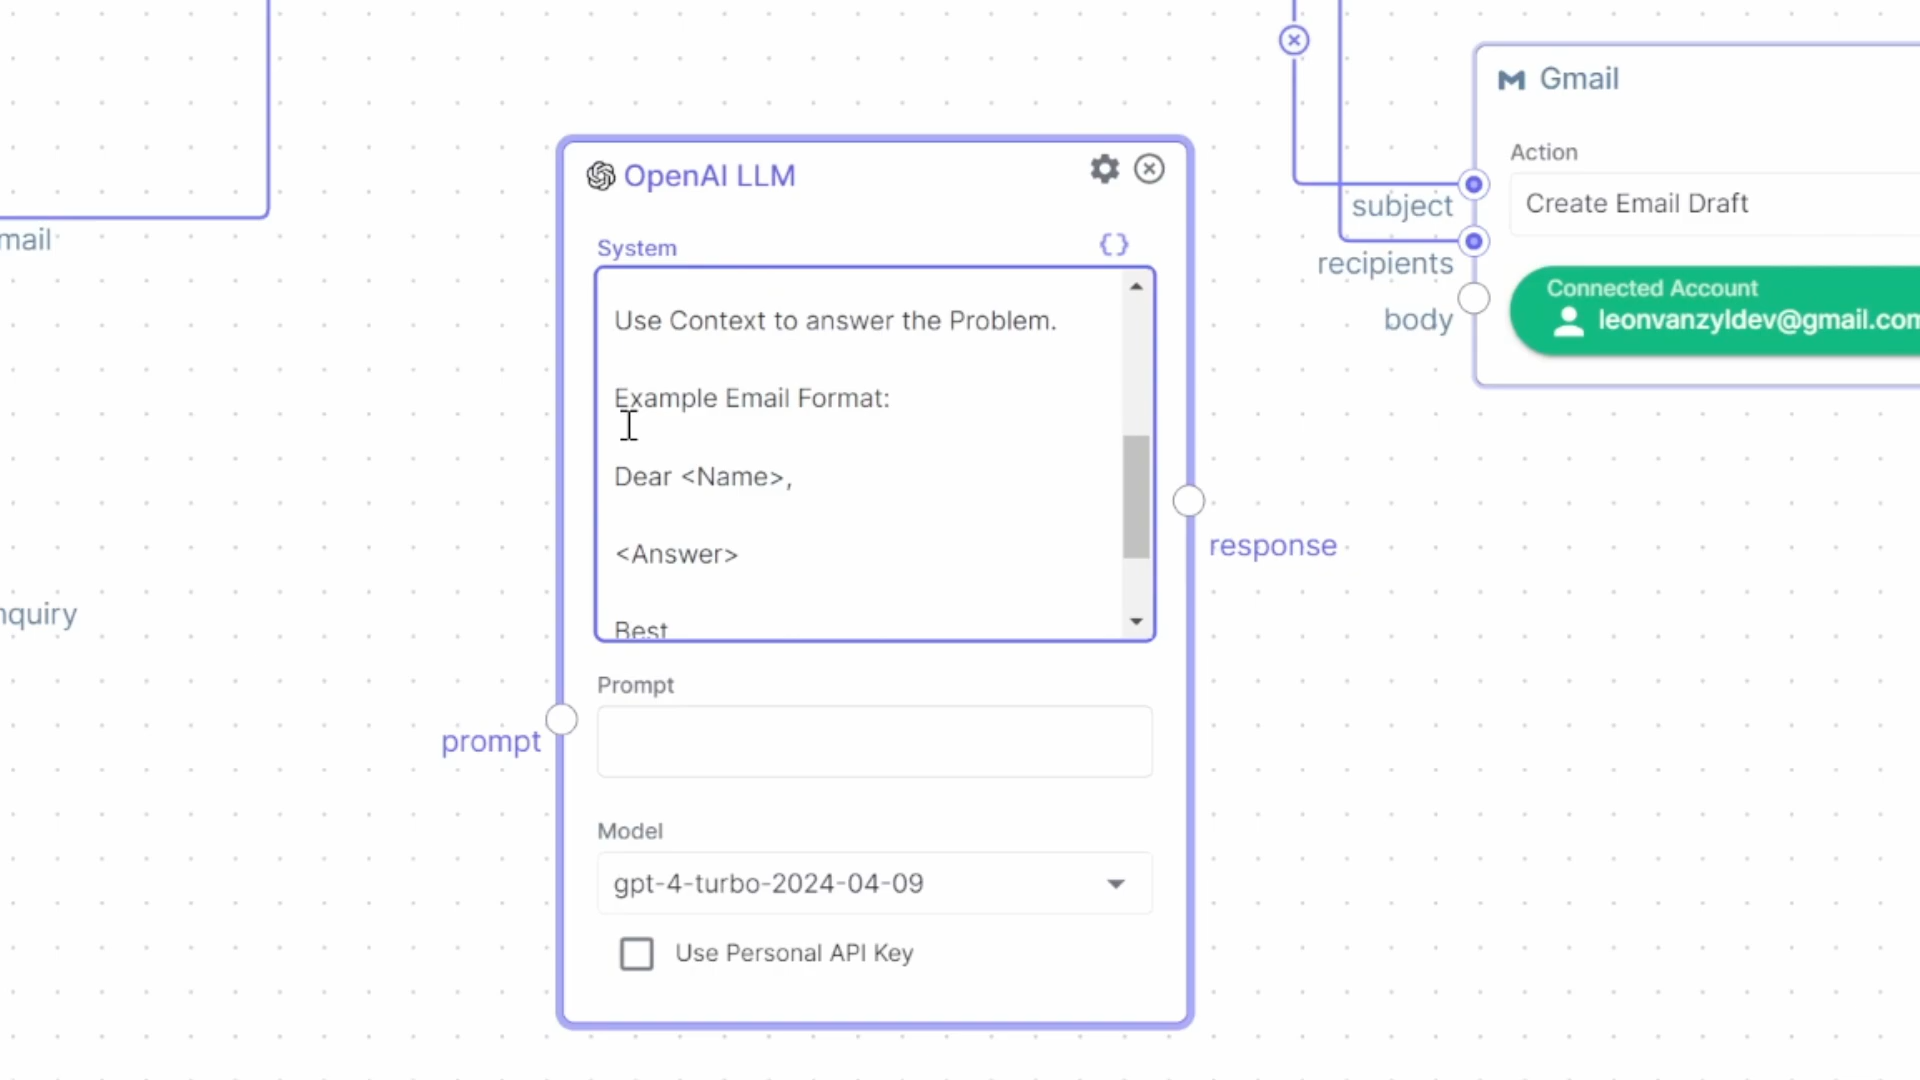 Gmail
Action
Create Email Draft
Connected Account
leonvanzyldev@gmail.com
subject
recipients
body
OpenAI LLM
System
{}
Use Context to answer the Problem.
Example Email Format:
Dear <Name>,
<Answer>
Best
response
Prompt
prompt
Model
gpt-4-turbo-2024-04-09
Use Personal API Key
mail
nquiry